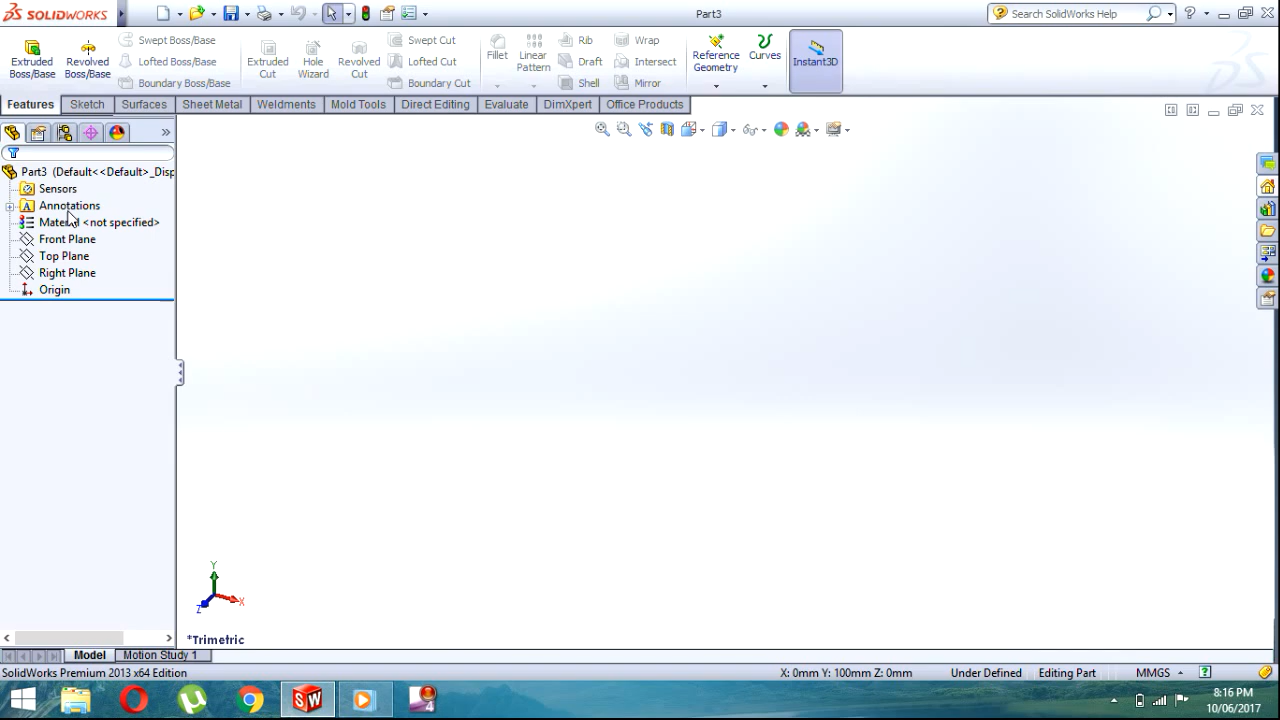 SOLIDWORKS
Part3
Search SolidWorks Help
Extruded Boss/Base
Revolved Boss/Base
Swept Boss/Base
Lofted Boss/Base
Boundary Boss/Base
Extruded Cut
Hole Wizard
Revolved Cut
Swept Cut
Lofted Cut
Boundary Cut
Fillet
Linear Pattern
Rib
Draft
Shell
Wrap
Intersect
Mirror
Reference Geometry
Curves
Instant3D
Features
Sketch
Surfaces
Sheet Metal
Weldments
Mold Tools
Direct Editing
Evaluate
DimXpert
Office Products
Part3 (Default<<Default>_Disp
Sensors
Annotations
Material <not specified>
Front Plane
Top Plane
Right Plane
Origin
Y
X
Z
*Trimetric
Model
Motion Study 1
SolidWorks Premium 2013 x64 Edition
X: 0mm Y: 100mm Z: 0mm
Under Defined
Editing Part
MMGS
8:16 PM
10/06/2017